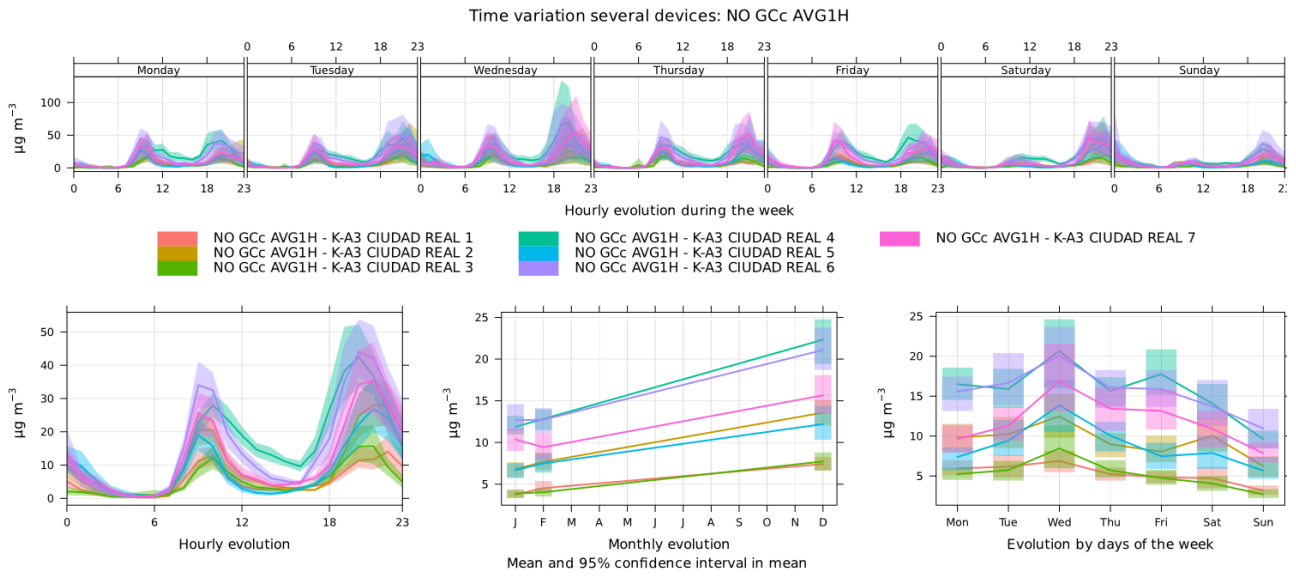 Time variation several devices: NO GCc AVG1H
0 6 12 18 23 0 6 12 18 23 0 6 12 18 23
Monday Tuesday Wednesday Thursday Friday Saturday Sunday
µg m⁻³
100
50
0
0 6 12 18 0 6 12 18 23 0 6 12 18 23 0 6 12 18 23
Hourly evolution during the week
NO GCc AVG1H - K-A3 CIUDAD REAL 1
NO GCc AVG1H - K-A3 CIUDAD REAL 2
NO GCc AVG1H - K-A3 CIUDAD REAL 3
NO GCc AVG1H - K-A3 CIUDAD REAL 4
NO GCc AVG1H - K-A3 CIUDAD REAL 5
NO GCc AVG1H - K-A3 CIUDAD REAL 6
NO GCc AVG1H - K-A3 CIUDAD REAL 7
µg m⁻³
50
40
30
20
10
0
0 6 12 18 23
Hourly evolution
µg m⁻³
25
20
15
10
5
J F M A M J J A S O N D
Monthly evolution
Mean and 95% confidence interval in mean
µg m⁻³
25
20
15
10
5
Mon Tue Wed Thu Fri Sat Sun
Evolution by days of the week